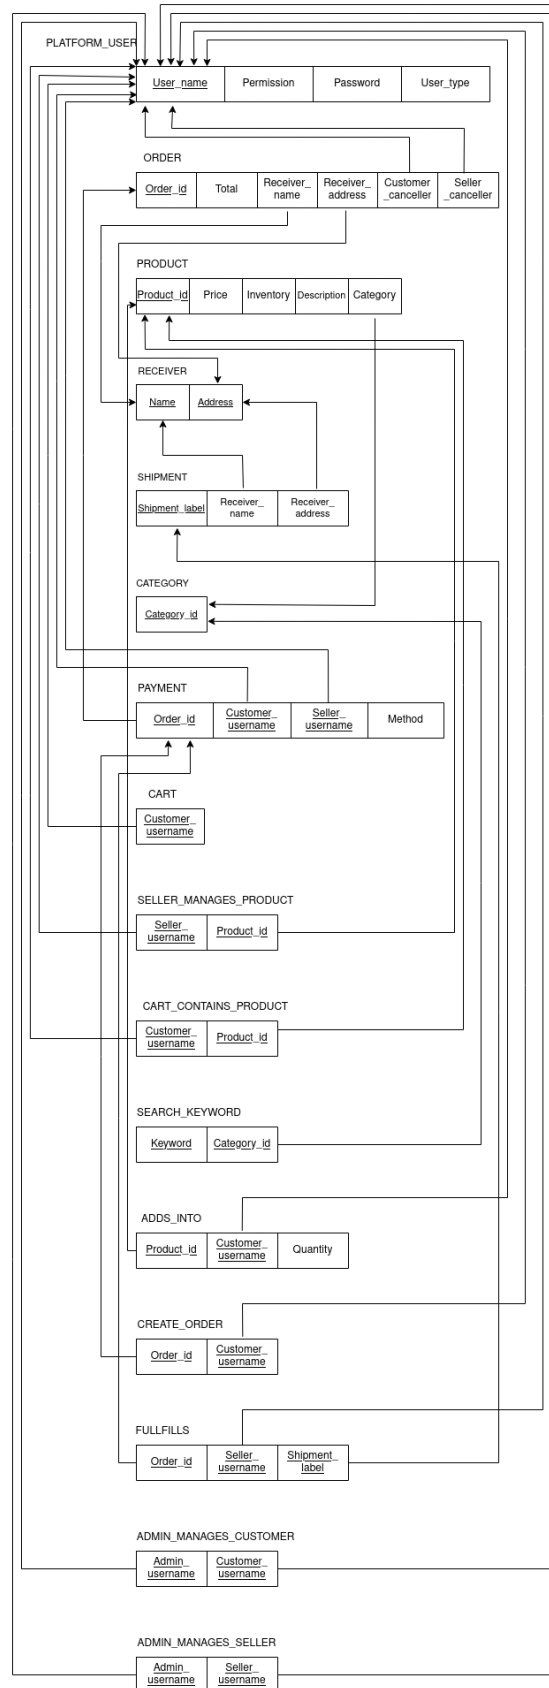 PLATFORM_USER
User_name Permission Password User_type
ORDER
Order_id Total Receiver_ name Receiver_ address Customer _canceller Seller _canceller
PRODUCT
Product_id Price Inventory Description Category
RECEIVER
Name Address
SHIPMENT
Shipment_label Receiver_ name Receiver_ address
CATEGORY
Category_id
PAYMENT
Order_id Customer_ username Seller_ username Method
CART
Customer_ username
SELLER_MANAGES_PRODUCT
Seller_ username Product_id
CART_CONTAINS_PRODUCT
Customer_ username Product_id
SEARCH_KEYWORD
Keyword Category_id
ADDS_INTO
Product_id Customer_ username Quantity
CREATE_ORDER
Order_id Customer_ username
FULLFILLS
Order_id Seller_ username Shipment_ label
ADMIN_MANAGES_CUSTOMER
Admin_ username Customer_ username
ADMIN_MANAGES_SELLER
Admin_ username Seller_ username